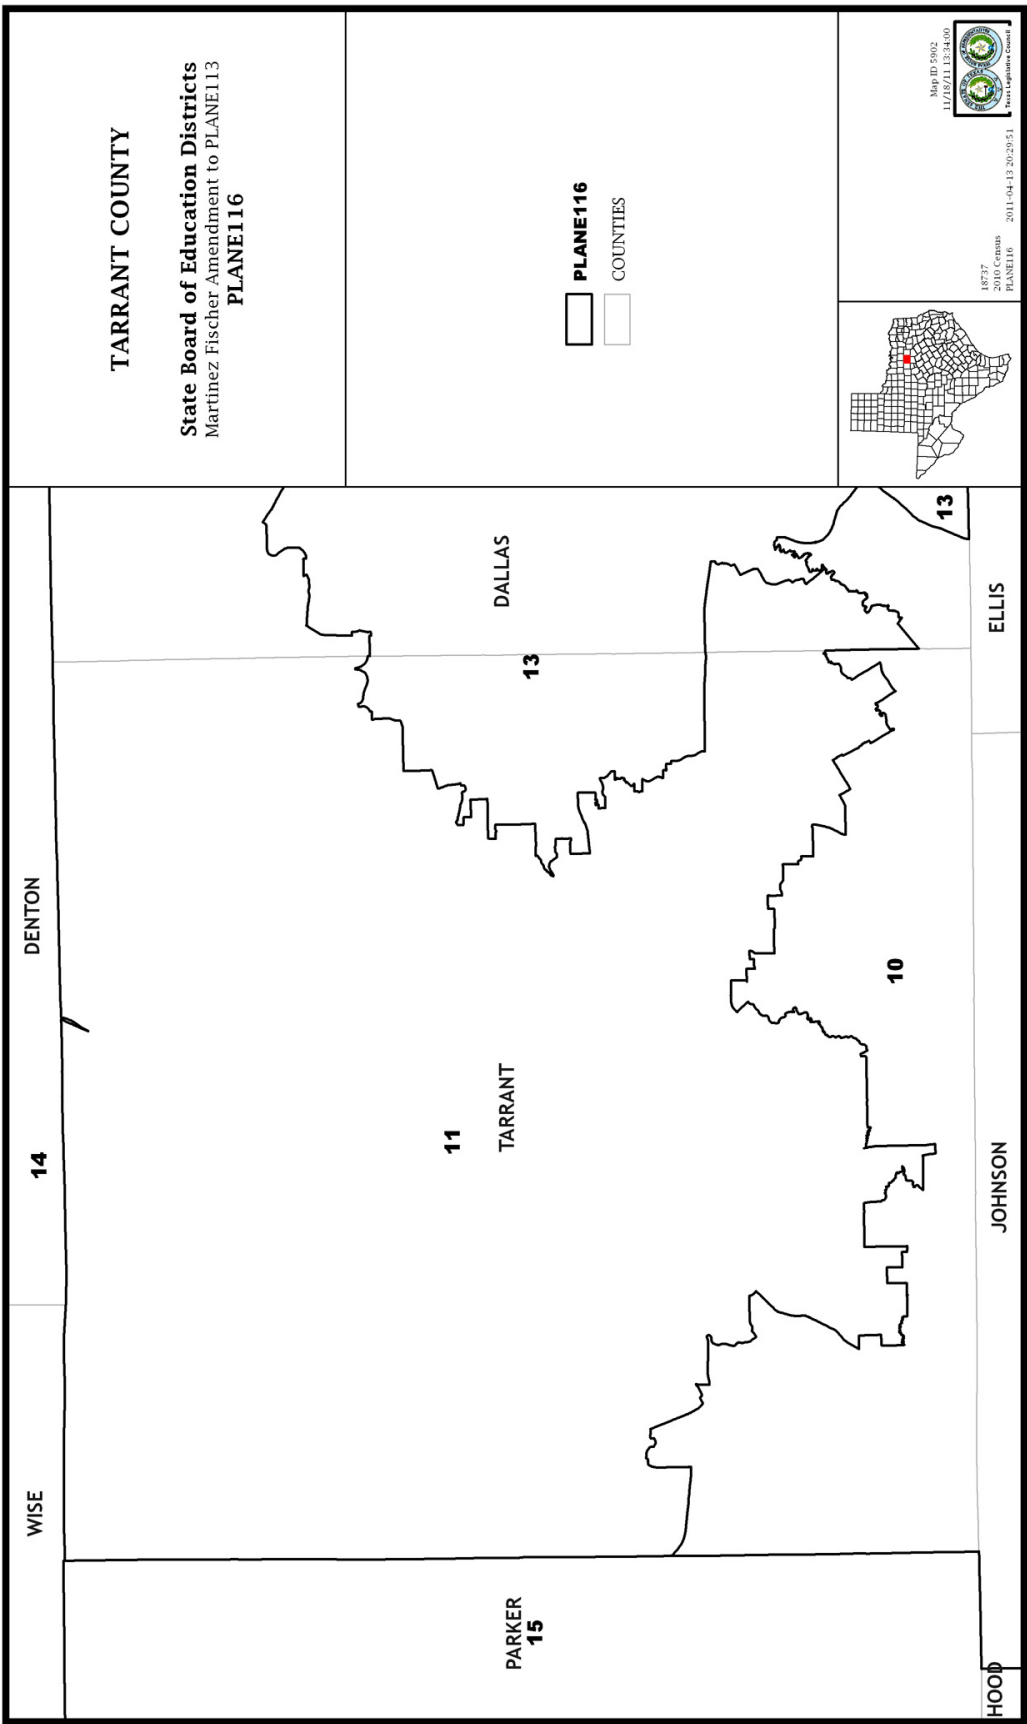 TARRANT COUNTY
State Board of Education Districts
Martinez Fischer Amendment to PLANE113
PLANE116
PLANE116
COUNTIES
Map ID 5902
11/18/11 13:34:00
Texas Legislative Council
18737
2010 Census
PLANE116
2011-04-13 20:29:51
WISE
14
DENTON
DALLAS
13
11
TARRANT
PARKER
15
10
13
HOOD
JOHNSON
ELLIS